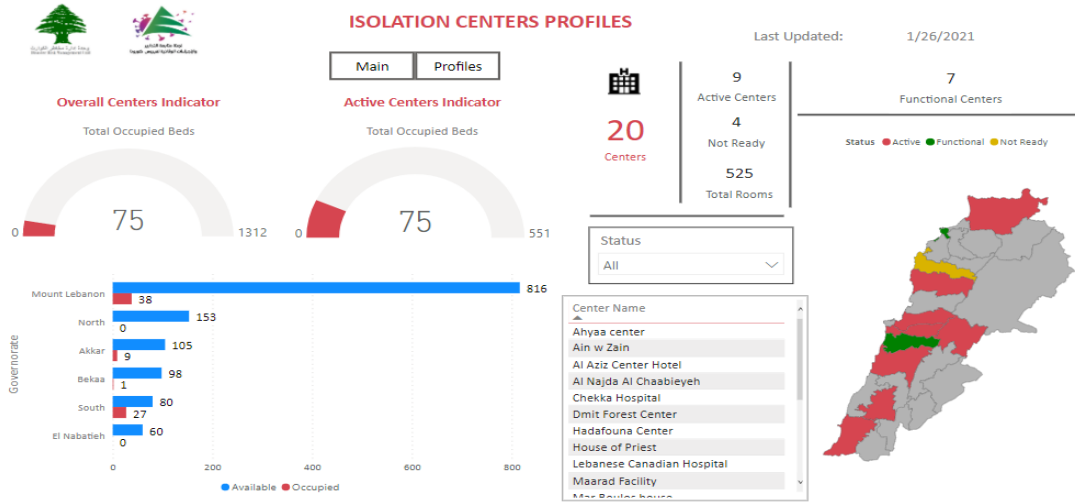 ISOLATION CENTERS PROFILES
Last Updated: 1/26/2021
Main
Profiles
Overall Centers Indicator
Total Occupied Beds
75
0
1312
Active Centers Indicator
Total Occupied Beds
75
0
551
20
Centers
9
Active Centers
4
Not Ready
525
Total Rooms
7
Functional Centers
Status Active Functional Not Ready
Status
All
Governorate
Mount Lebanon
816
38
North
153
0
Akkar
105
9
Bekaa
98
1
South
80
27
El Nabatieh
60
0
0 200 400 600 800
Available Occupied
Center Name
Ahyaa center
Ain w Zain
Al Aziz Center Hotel
Al Najda Al Chaabieyeh
Chekka Hospital
Dmit Forest Center
Hadafouna Center
House of Priest
Lebanese Canadian Hospital
Maarad Facility
Mar Boulos house